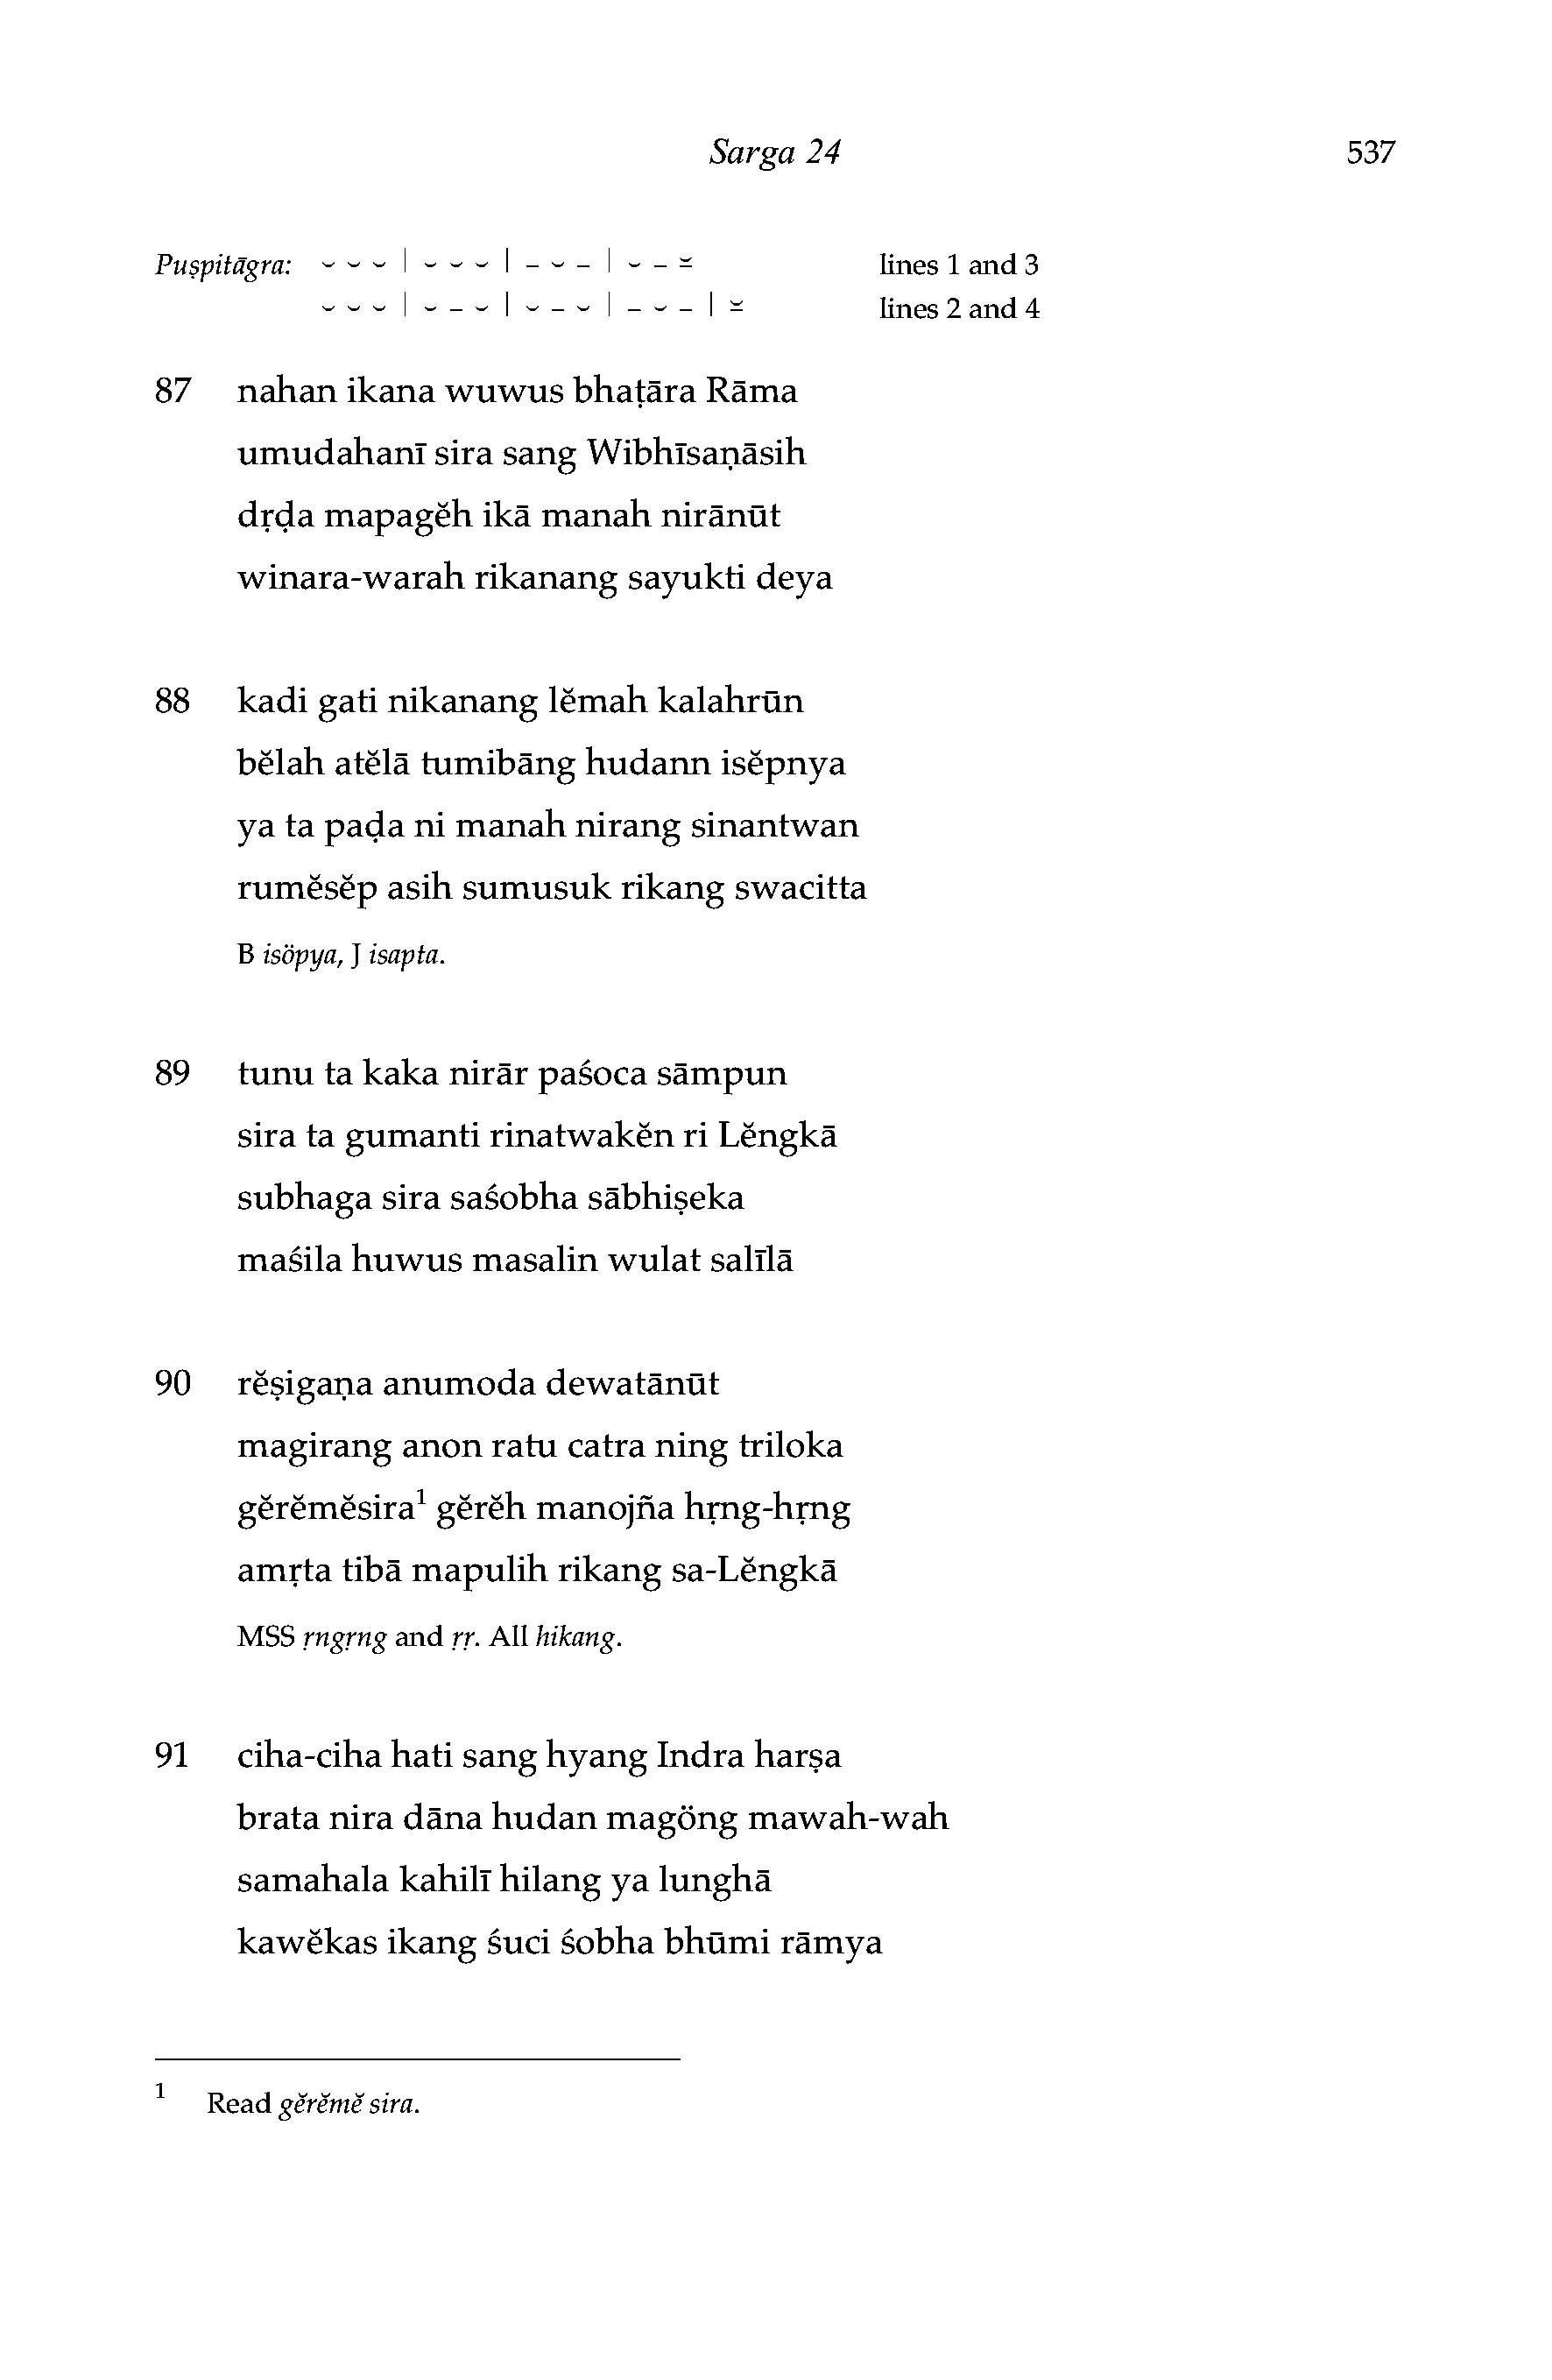 Sarga 24 537
Puṣpitāgra: ⏑ ⏑ ⏑ | ⏑ ⏑ ⏑ | – ⏑ – | ⏑ – ⏓ lines 1 and 3
⏑ ⏑ ⏑ | ⏑ – ⏑ | ⏑ – ⏑ | – ⏑ – | ⏓ lines 2 and 4
87 nahan ikana wuwus bhaṭāra Rāma
umudahanī sira sang Wibhīsaṇāsih
dṛḍa mapagĕh ikā manah nirānūt
winara-warah rikanang sayukti deya
88 kadi gati nikanang lĕmah kalahrūn
bĕlah atĕlā tumibāng hudann isĕpnya
ya ta paḍa ni manah nirang sinantwan
rumĕsĕp asih sumusuk rikang swacitta
B isöpya, J isapta.
89 tunu ta kaka nirār paśoca sāmpun
sira ta gumanti rinatwakĕn ri Lĕngkā
subhaga sira saśobha sābhiṣeka
maśila huwus masalin wulat salīlā
90 rĕṣigaṇa anumoda dewatānūt
magirang anon ratu catra ning triloka
gĕrĕmĕsira¹ gĕrĕh manojña hṛng-hṛng
amṛta tibā mapulih rikang sa-Lĕngkā
MSS ṛngṛng and ṛṛ. All hikang.
91 ciha-ciha hati sang hyang Indra harṣa
brata nira dāna hudan magöng mawah-wah
samahala kahilī hilang ya lunghā
kawĕkas ikang śuci śobha bhūmi rāmya
¹ Read gĕrĕmĕ sira.